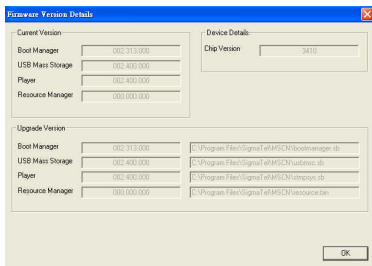 Firmware Version Details
Current Version
Boot Manager 002.313.000
USB Mass Storage 002.400.000
Player 002.400.000
Resource Manager 000.000.000
Device Details
Chip Version 3410
Upgrade Version
Boot Manager 002.313.000 C:\Program Files\SigmaTel\MSCN\bootmanager.sb
USB Mass Storage 002.400.000 C:\Program Files\SigmaTel\MSCN\usbmsc.sb
Player 002.400.000 C:\Program Files\SigmaTel\MSCN\stmpsys.sb
Resource Manager 000.000.000 C:\Program Files\SigmaTel\MSCN\resource.bin
OK